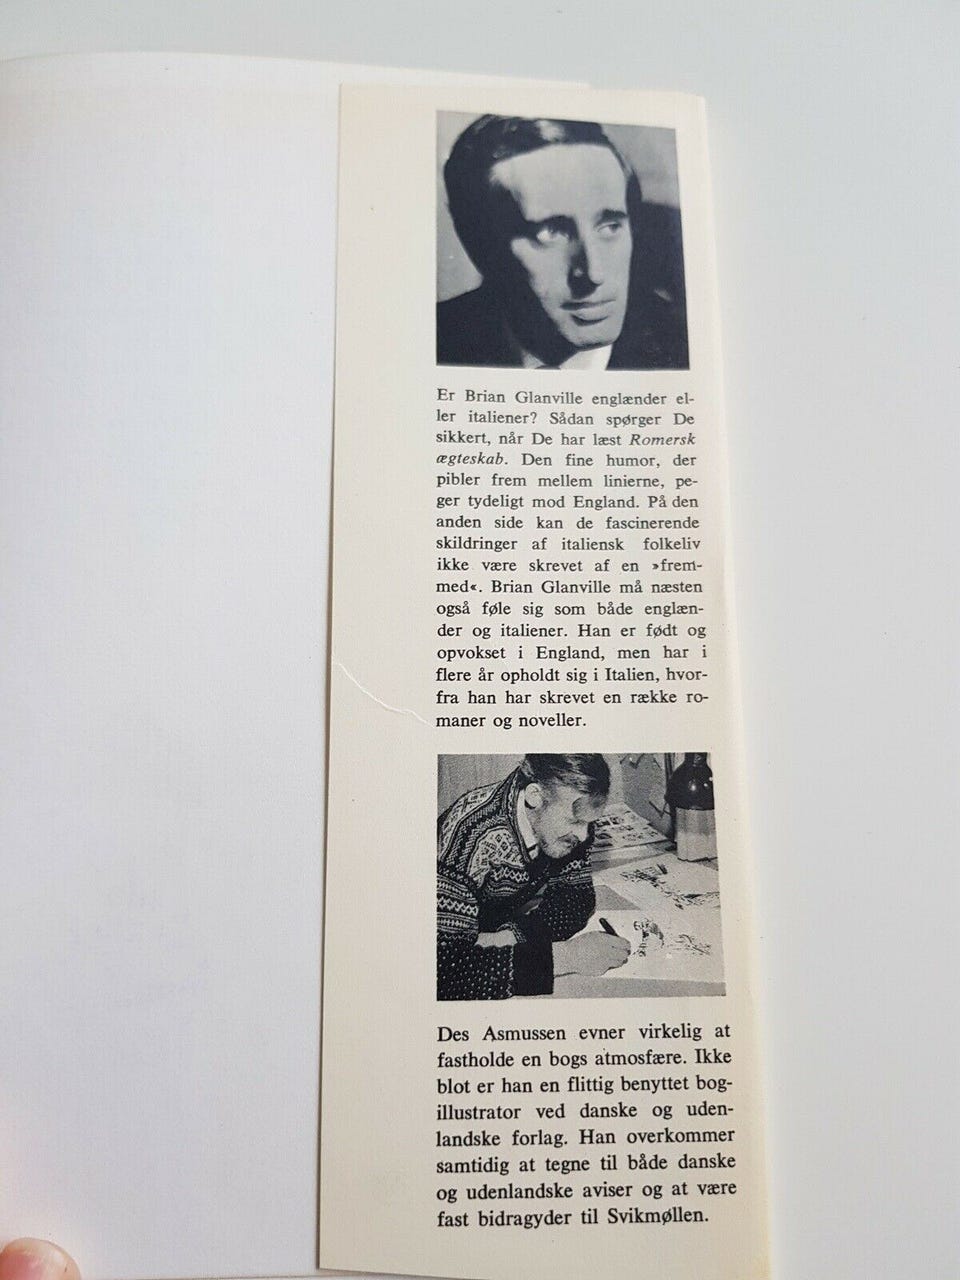 Er Brian Glanville englænder el-
ler italiener? Sådan spørger De
sikkert, når De har læst Romersk
ægteskab. Den fine humor, der
pibler frem mellem linierne, pe-
ger tydeligt mod England. På den
anden side kan de fascinerende
skildringer af italiensk folkeliv
ikke være skrevet af en »frem-
med«. Brian Glanville må næsten
også føle sig som både englæn-
der og italiener. Han er født og
opvokset i England, men har i
flere år opholdt sig i Italien, hvor-
fra han har skrevet en række ro-
maner og noveller.
Des Asmussen evner virkelig at
fastholde en bogs atmosfære. Ikke
blot er han en flittig benyttet bog-
illustrator ved danske og uden-
landske forlag. Han overkommer
samtidig at tegne til både danske
og udenlandske aviser og at være
fast bidragyder til Svikmøllen.